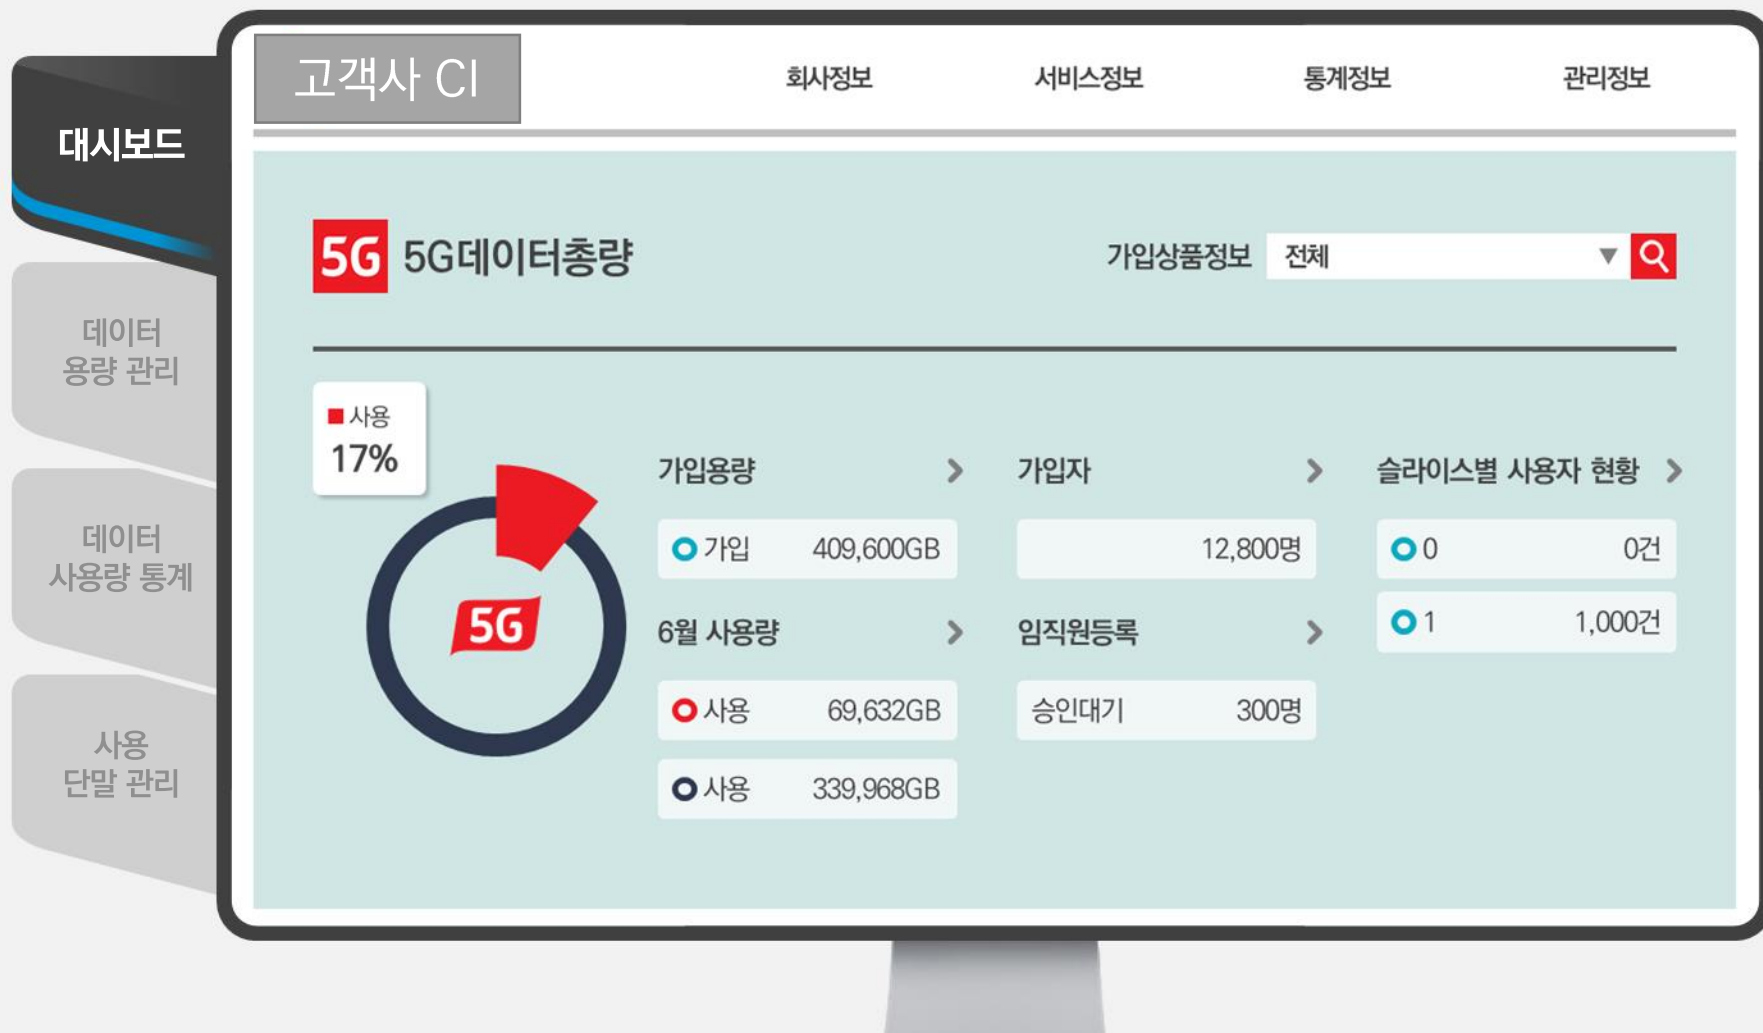 고객사 CI
회사정보
서비스정보
통계정보
관리정보
대시보드
데이터
용량 관리
데이터
사용량 통계
사용
단말 관리
5G 5G데이터총량
가입상품정보 전체
사용
17%
5G
가입용량
가입 409,600GB
6월 사용량
사용 69,632GB
사용 339,968GB
가입자
12,800명
임직원등록
승인대기 300명
슬라이스별 사용자 현황
0 0건
1 1,000건